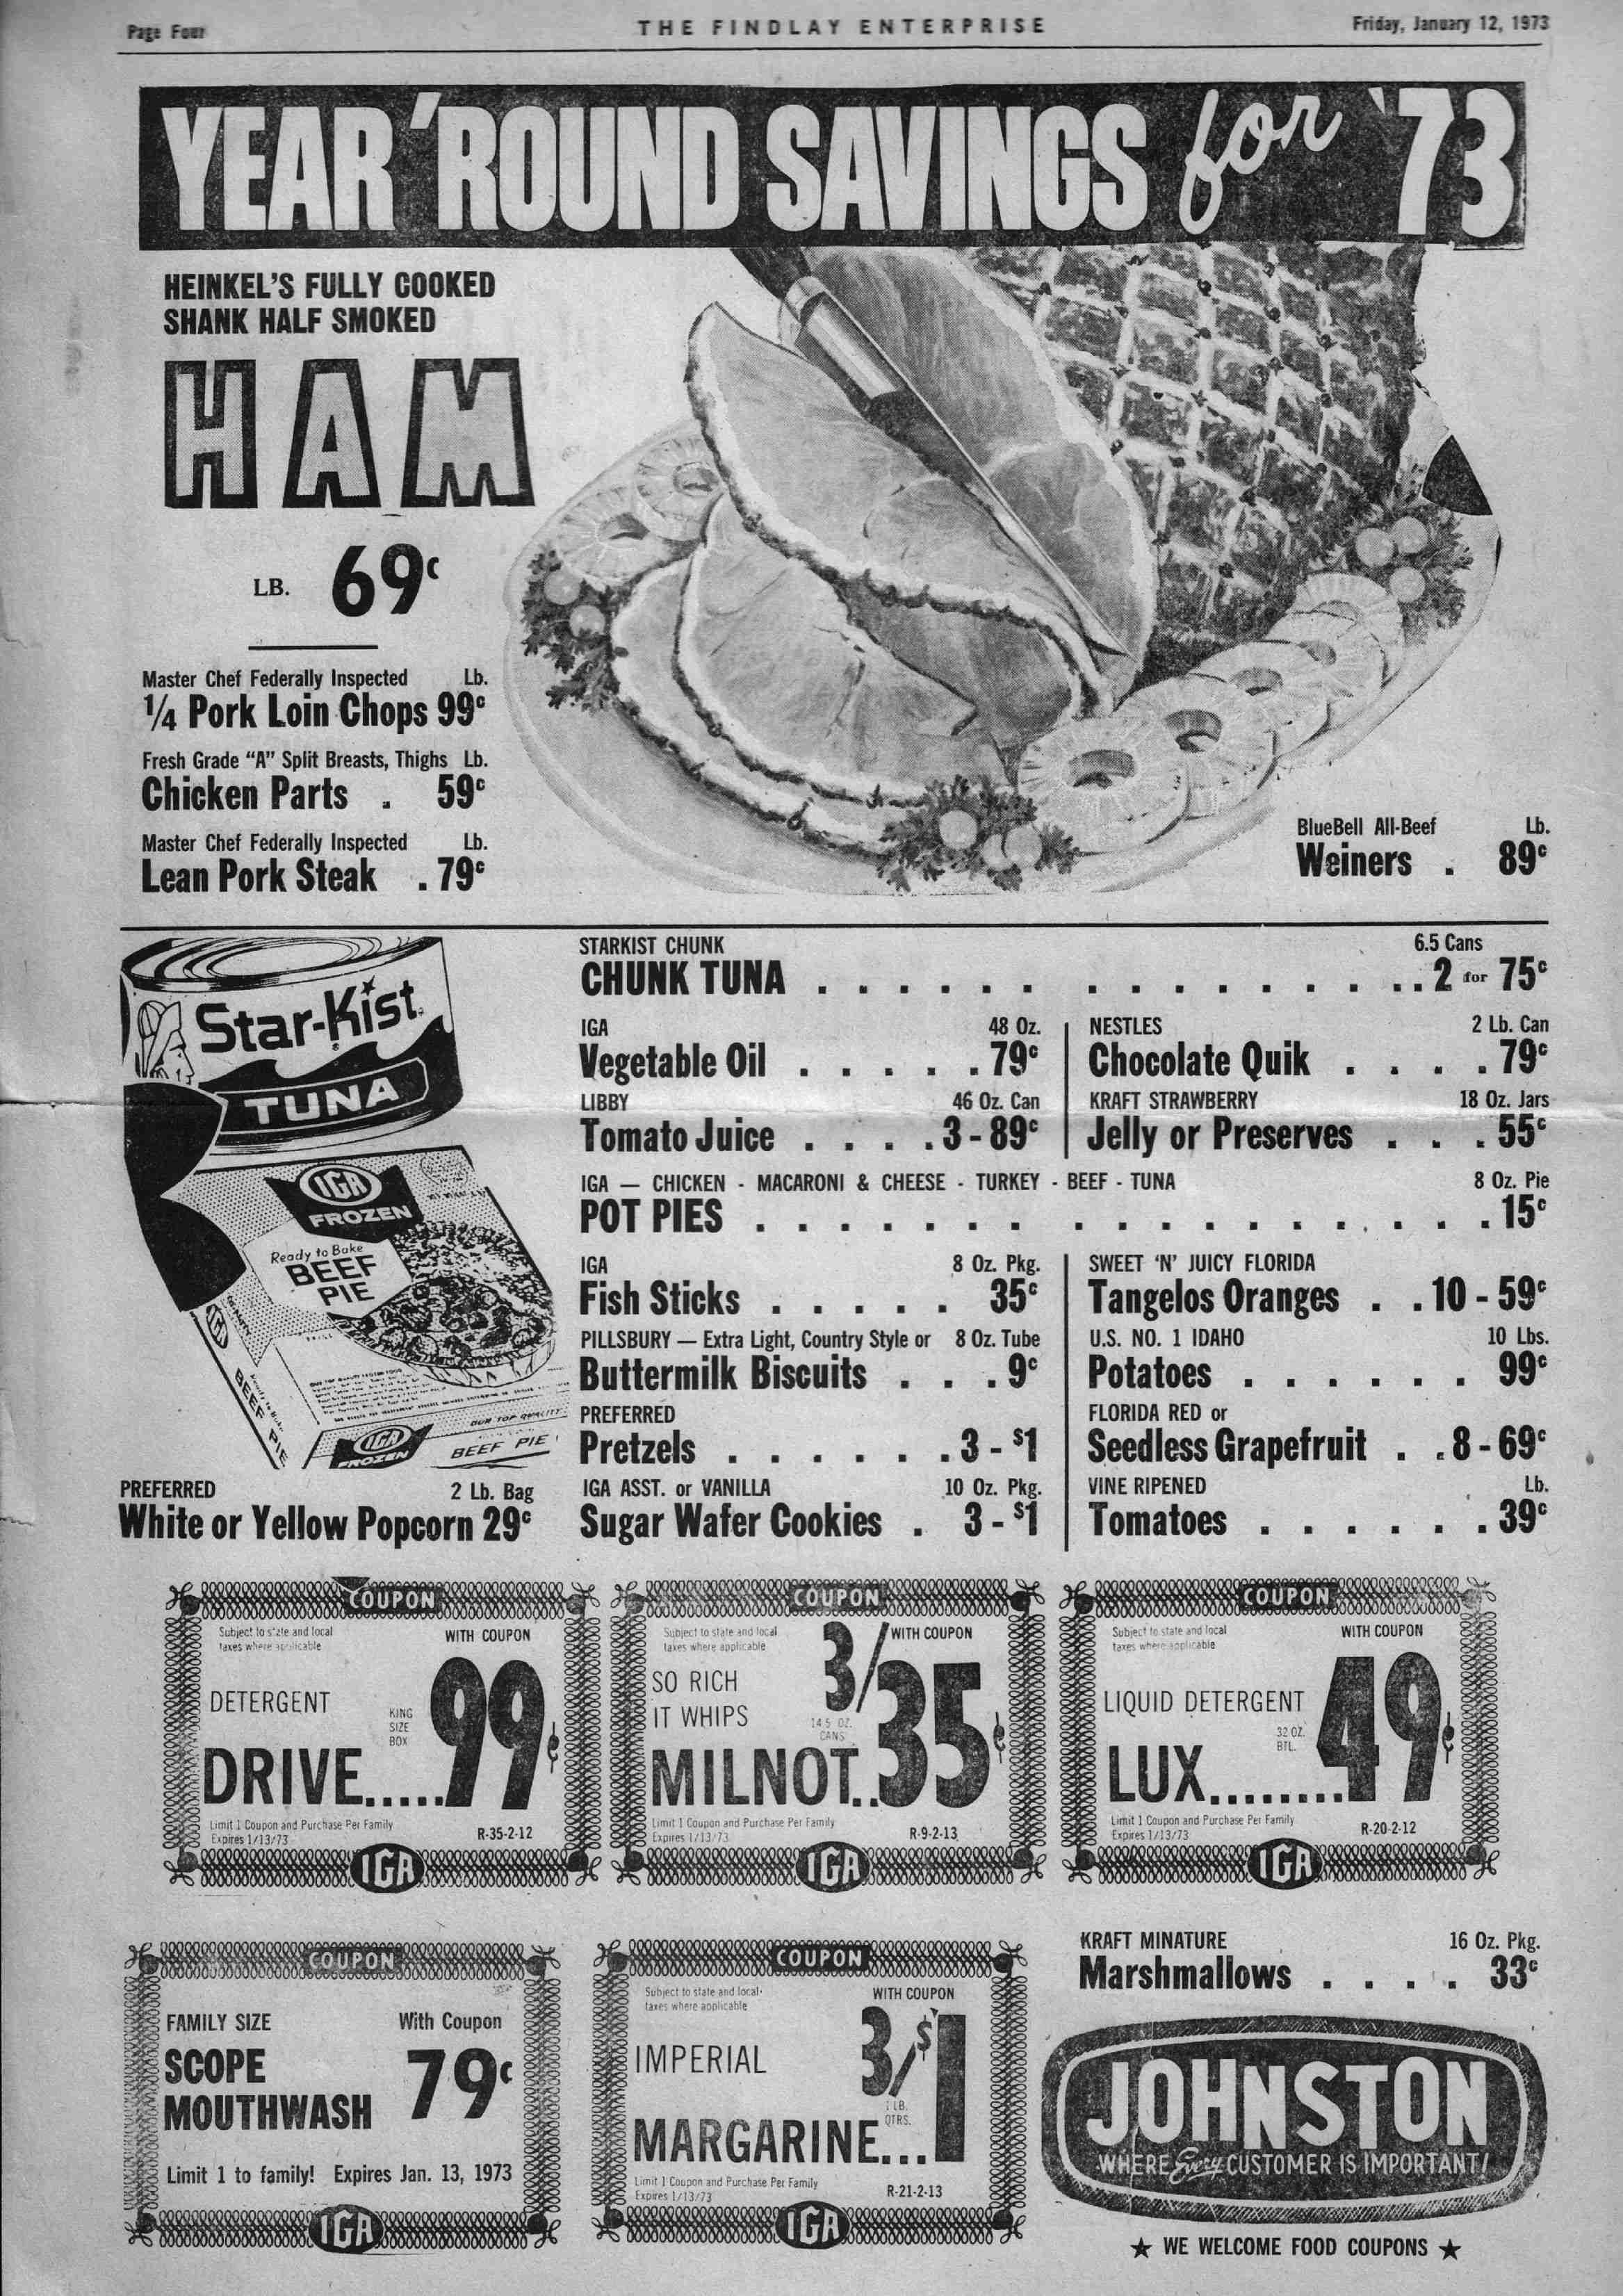 Page Four
THE FINDLAY ENTERPRISE
Friday, January 12, 1973
YEAR 'ROUND SAVINGS for '73
HEINKEL'S FULLY COOKED
SHANK HALF SMOKED
HAM
LB. 69¢
Master Chef Federally Inspected Lb.
1/4 Pork Loin Chops 99¢
Fresh Grade "A" Split Breasts, Thighs Lb.
Chicken Parts . 59¢
Master Chef Federally Inspected Lb.
Lean Pork Steak . 79¢
BlueBell All-Beef Lb.
Weiners . 89¢
Star-Kist
TUNA
IGA
FROZEN
Ready to Bake
BEEF
PIE
IGA
BEEF PIE
OUR TOP QUALITY
IGA
FROZEN
BEEF PIE
PREFERRED 2 Lb. Bag
White or Yellow Popcorn 29¢
STARKIST CHUNK 6.5 Cans
CHUNK TUNA . . . . . . . . . . . . . . . . . . . 2 for 75¢
IGA 48 Oz.
Vegetable Oil . . . . . . 79¢
LIBBY 46 Oz. Can
Tomato Juice . . . . . 3 - 89¢
NESTLES 2 Lb. Can
Chocolate Quik . . . . . 79¢
KRAFT STRAWBERRY 18 Oz. Jars
Jelly or Preserves . . . 55¢
IGA — CHICKEN - MACARONI & CHEESE - TURKEY - BEEF - TUNA 8 Oz. Pie
POT PIES . . . . . . . . . . . . . . . . . . . 15¢
IGA 8 Oz. Pkg.
Fish Sticks . . . . . . 35¢
PILLSBURY — Extra Light, Country Style or 8 Oz. Tube
Buttermilk Biscuits . . . . 9¢
PREFERRED
Pretzels . . . . . . . 3 - $1
IGA ASST. or VANILLA 10 Oz. Pkg.
Sugar Wafer Cookies . 3 - $1
SWEET 'N' JUICY FLORIDA
Tangelos Oranges . . 10 - 59¢
U.S. NO. 1 IDAHO 10 Lbs.
Potatoes . . . . . . 99¢
FLORIDA RED or
Seedless Grapefruit . . 8 - 69¢
VINE RIPENED Lb.
Tomatoes . . . . . . . 39¢
COUPON
Subject to state and local
taxes where applicable
WITH COUPON
DETERGENT
KING
SIZE
BOX
DRIVE..... 99¢
Limit 1 Coupon and Purchase Per Family
Expires 1/13/73
R-35-2-12
IGA
COUPON
Subject to state and local
taxes where applicable
WITH COUPON
SO RICH
IT WHIPS
14.5 OZ.
CANS
MILNOT.. 3/35¢
Limit 1 Coupon and Purchase Per Family
Expires 1/13/73
R-9-2-13
IGA
COUPON
Subject to state and local
taxes where applicable
WITH COUPON
LIQUID DETERGENT
32 OZ.
BTL.
LUX......... 49¢
Limit 1 Coupon and Purchase Per Family
Expires 1/13/73
R-20-2-12
IGA
COUPON
FAMILY SIZE With Coupon
SCOPE
MOUTHWASH 79¢
Limit 1 to family! Expires Jan. 13, 1973
IGA
COUPON
Subject to state and local
taxes where applicable
WITH COUPON
IMPERIAL
1 LB.
QTRS.
MARGARINE... 3/$1
Limit 1 Coupon and Purchase Per Family
Expires 1/13/73
R-21-2-13
IGA
KRAFT MINATURE 16 Oz. Pkg.
Marshmallows . . . . . 33¢
JOHNSTON
WHERE Every CUSTOMER IS IMPORTANT!
★ WE WELCOME FOOD COUPONS ★